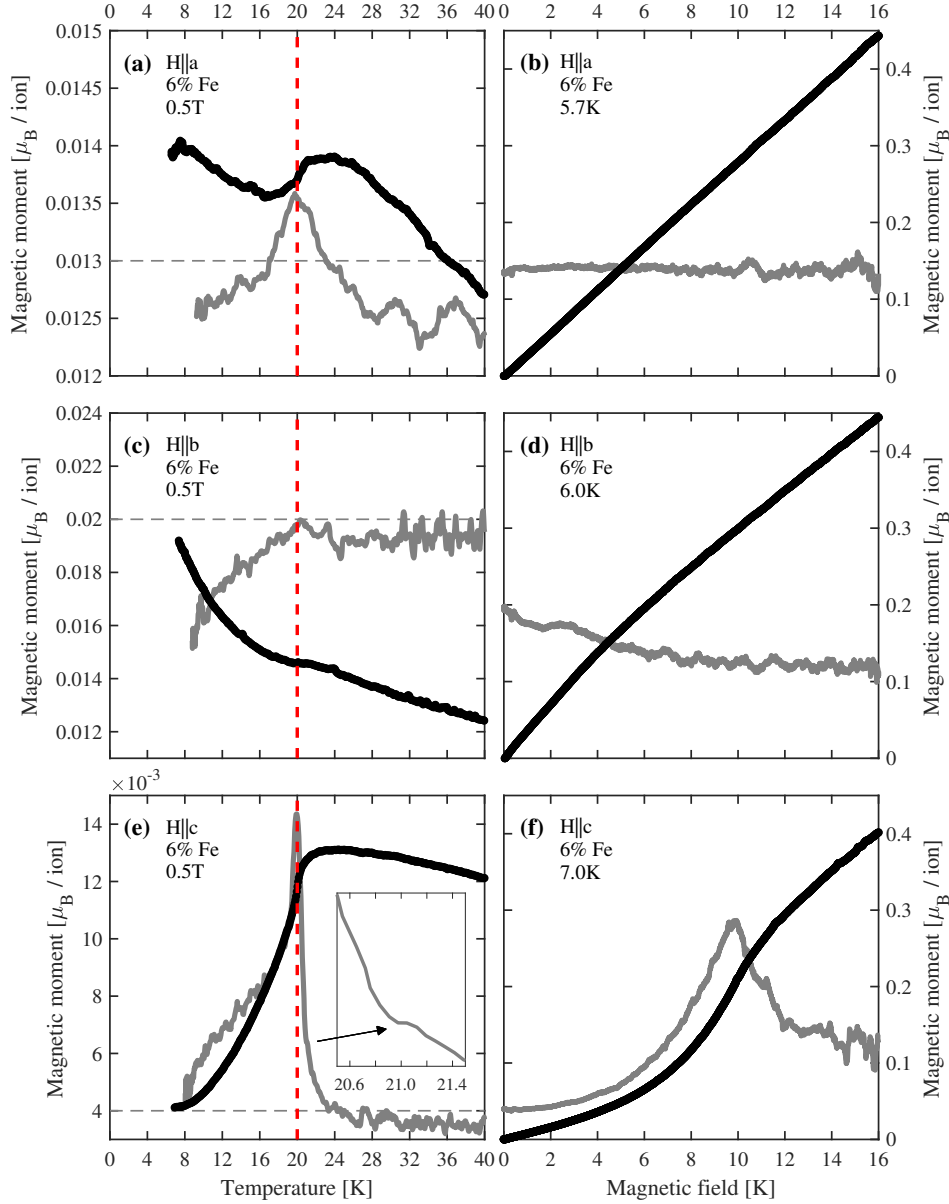 0 4 8 12 16 20 24 28 32 36 40
0 2 4 6 8 10 12 14 16
(a) H||a
6% Fe
0.5T
0.015
0.0145
0.014
0.0135
0.013
0.0125
0.012
Magnetic moment [μB / ion]
(b) H||a
6% Fe
5.7K
0.4
0.3
0.2
0.1
0
Magnetic moment [μB / ion]
(c) H||b
6% Fe
0.5T
0.024
0.022
0.02
0.018
0.016
0.014
0.012
Magnetic moment [μB / ion]
(d) H||b
6% Fe
6.0K
0.4
0.3
0.2
0.1
0
Magnetic moment [μB / ion]
×10-3
(e) H||c
6% Fe
0.5T
14
12
10
8
6
4
Magnetic moment [μB / ion]
20.6 21.0 21.4
(f) H||c
6% Fe
7.0K
0.4
0.3
0.2
0.1
0
Magnetic moment [μB / ion]
0 4 8 12 16 20 24 28 32 36 40
Temperature [K]
0 2 4 6 8 10 12 14 16
Magnetic field [K]